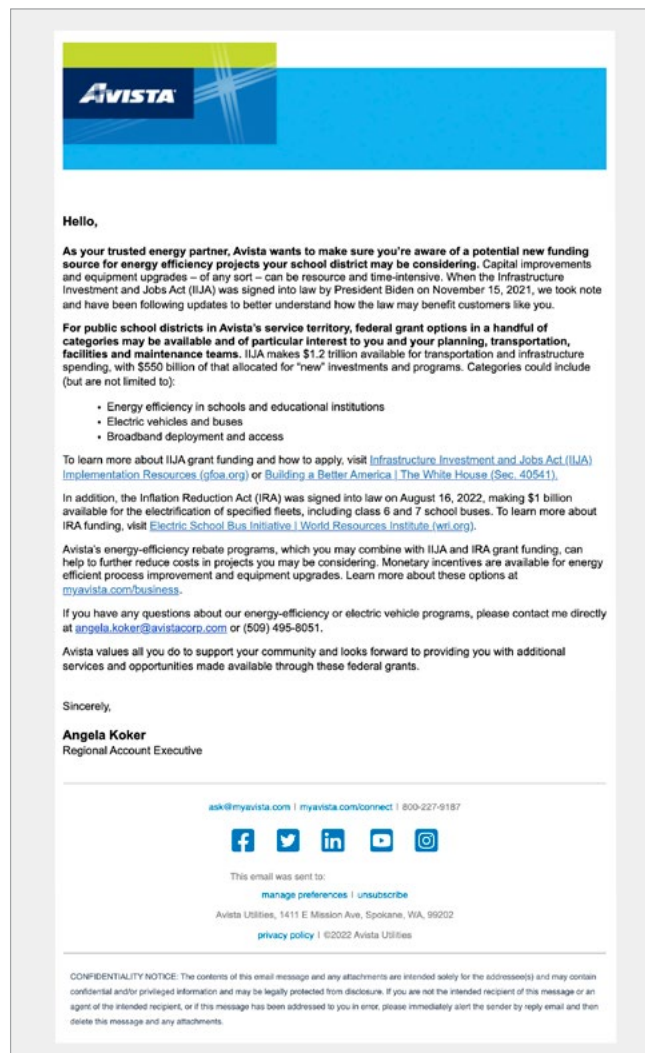 AVISTA
Hello,
As your trusted energy partner, Avista wants to make sure you're aware of a potential new funding
source for energy efficiency projects your school district may be considering. Capital improvements
and equipment upgrades – of any sort – can be resource and time-intensive. When the Infrastructure
Investment and Jobs Act (IIJA) was signed into law by President Biden on November 15, 2021, we took note
and have been following updates to better understand how the law may benefit customers like you.
For public school districts in Avista's service territory, federal grant options in a handful of
categories may be available and of particular interest to you and your planning, transportation,
facilities and maintenance teams. IIJA makes $1.2 trillion available for transportation and infrastructure
spending, with $550 billion of that allocated for "new" investments and programs. Categories could include
(but are not limited to):
• Energy efficiency in schools and educational institutions
• Electric vehicles and buses
• Broadband deployment and access
To learn more about IIJA grant funding and how to apply, visit Infrastructure Investment and Jobs Act (IIJA)
Implementation Resources (gfoa.org) or Building a Better America | The White House (Sec. 40541).
In addition, the Inflation Reduction Act (IRA) was signed into law on August 16, 2022, making $1 billion
available for the electrification of specified fleets, including class 6 and 7 school buses. To learn more about
IRA funding, visit Electric School Bus Initiative | World Resources Institute (wri.org).
Avista's energy-efficiency rebate programs, which you may combine with IIJA and IRA grant funding, can
help to further reduce costs in projects you may be considering. Monetary incentives are available for energy
efficient process improvement and equipment upgrades. Learn more about these options at
myavista.com/business.
If you have any questions about our energy-efficiency or electric vehicle programs, please contact me directly
at angela.koker@avistacorp.com or (509) 495-8051.
Avista values all you do to support your community and looks forward to providing you with additional
services and opportunities made available through these federal grants.
Sincerely,
Angela Koker
Regional Account Executive
ask@myavista.com | myavista.com/connect | 800-227-9187
This email was sent to:
manage preferences | unsubscribe
Avista Utilities, 1411 E Mission Ave, Spokane, WA, 99202
privacy policy | ©2022 Avista Utilities
CONFIDENTIALITY NOTICE: The contents of this email message and any attachments are intended solely for the addressee(s) and may contain
confidential and/or privileged information and may be legally protected from disclosure. If you are not the intended recipient of this message or an
agent of the intended recipient, or if this message has been addressed to you in error, please immediately alert the sender by reply email and then
delete this message and any attachments.